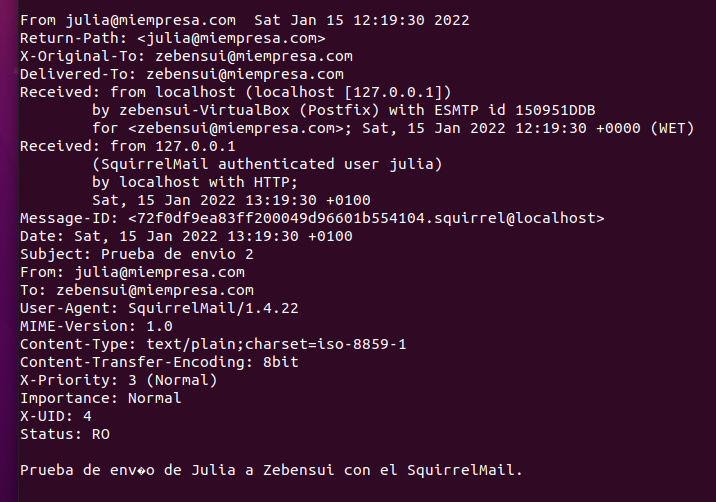 From julia@miempresa.com  Sat Jan 15 12:19:30 2022
Return-Path: <julia@miempresa.com>
X-Original-To: zebensui@miempresa.com
Delivered-To: zebensui@miempresa.com
Received: from localhost (localhost [127.0.0.1])
        by zebensui-VirtualBox (Postfix) with ESMTP id 150951DDB
        for <zebensui@miempresa.com>; Sat, 15 Jan 2022 12:19:30 +0000 (WET)
Received: from 127.0.0.1
        (SquirrelMail authenticated user julia)
        by localhost with HTTP;
        Sat, 15 Jan 2022 13:19:30 +0100
Message-ID: <72f0df9ea83ff200049d96601b554104.squirrel@localhost>
Date: Sat, 15 Jan 2022 13:19:30 +0100
Subject: Prueba de envio 2
From: julia@miempresa.com
To: zebensui@miempresa.com
User-Agent: SquirrelMail/1.4.22
MIME-Version: 1.0
Content-Type: text/plain;charset=iso-8859-1
Content-Transfer-Encoding: 8bit
X-Priority: 3 (Normal)
Importance: Normal
X-UID: 4
Status: RO

Prueba de env�o de Julia a Zebensui con el SquirrelMail.